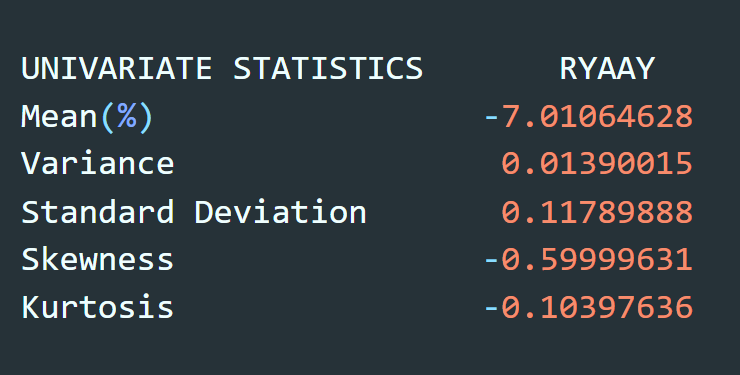 UNIVARIATE STATISTICS RYAAY
Mean(%) -7.01064628
Variance 0.01390015
Standard Deviation 0.11789888
Skewness -0.59999631
Kurtosis -0.10397636